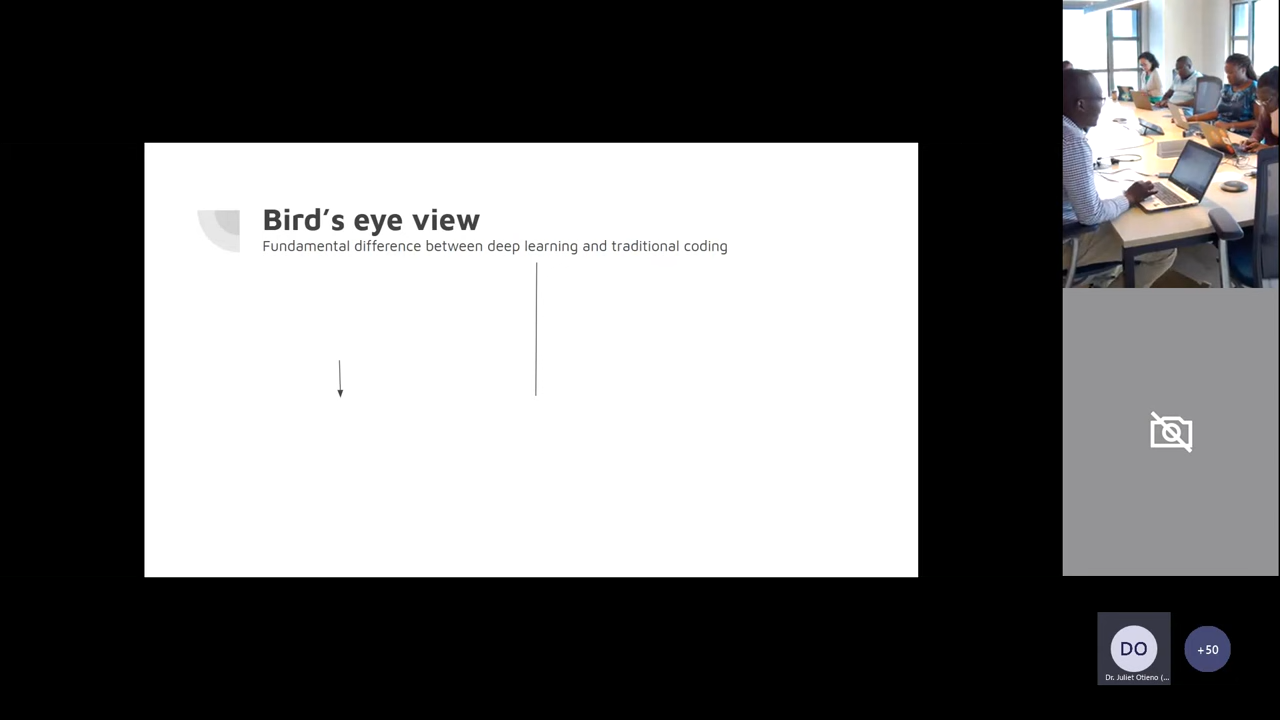 Bird’s eye view
Fundamental difference between deep learning and traditional coding
DO
Dr. Juliet Otieno (...
+50